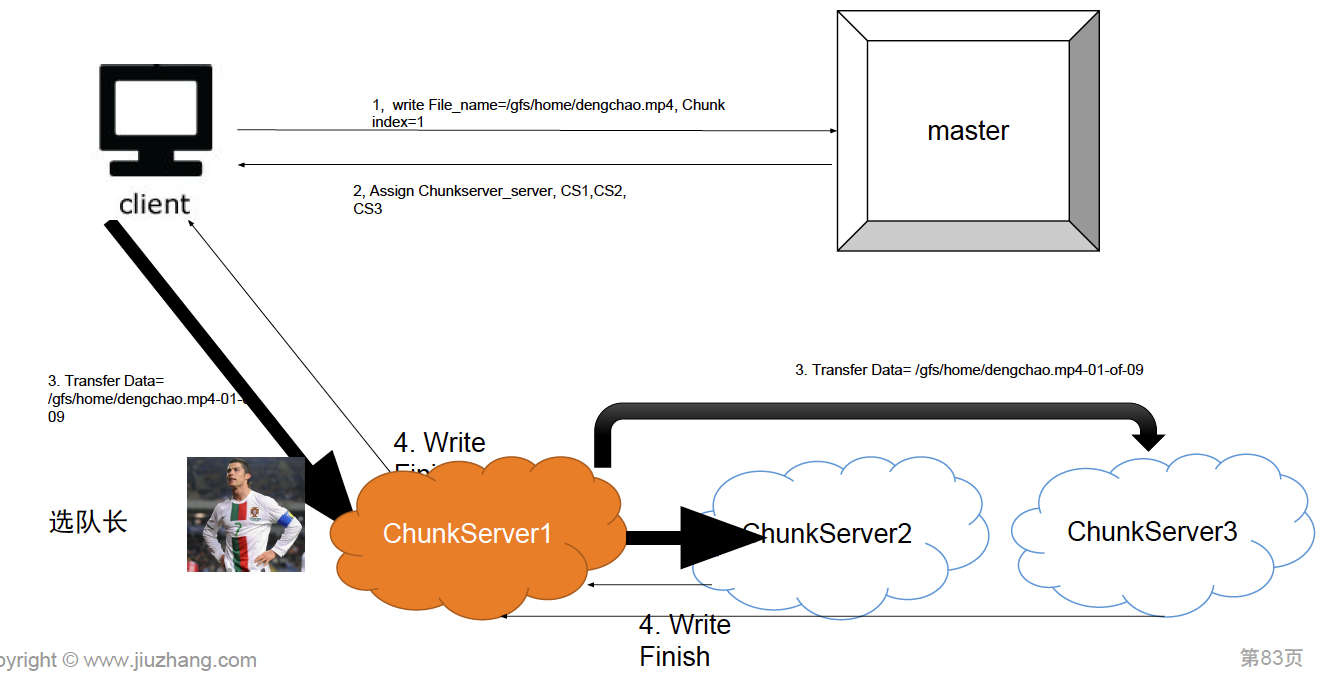 1, write File_name=/gfs/home/dengchao.mp4, Chunk
index=1
master
client
2, Assign Chunkserver_server, CS1,CS2,
CS3
3. Transfer Data=
/gfs/home/dengchao.mp4-01-
09
3. Transfer Data= /gfs/home/dengchao.mp4-01-of-09
4. Write
选队长
ChunkServer1
ChunkServer2
ChunkServer3
4. Write
Finish
pyright © www.jiuzhang.com
第83页